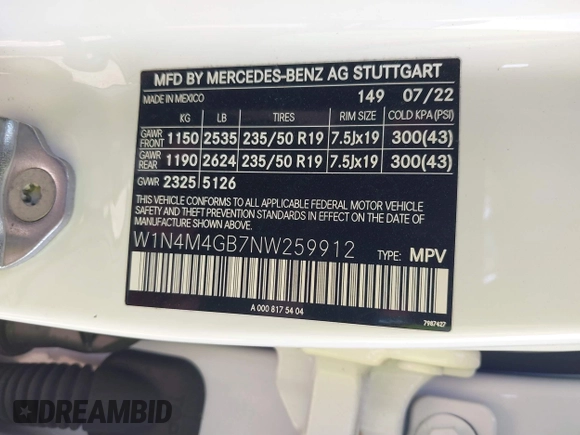 MFD BY MERCEDES-BENZ AG STUTTGART
MADE IN MEXICO 149 07/22
KG LB TIRES RIM SIZE COLD KPA(PSI)
GAWR FRONT 1150 2535 235/50 R19 7.5Jx19 300(43)
GAWR REAR 1190 2624 235/50 R19 7.5Jx19 300(43)
GVWR 2325 5126
THIS VEHICLE CONFORMS TO ALL APPLICABLE FEDERAL MOTOR VEHICLE
SAFETY AND THEFT PREVENTION STANDARDS IN EFFECT ON THE DATE
OF MANUFACTURE SHOWN ABOVE.
W1N4M4GB7NW259912 TYPE: MPV
A 000 817 54 04
7987427
DREAMBID